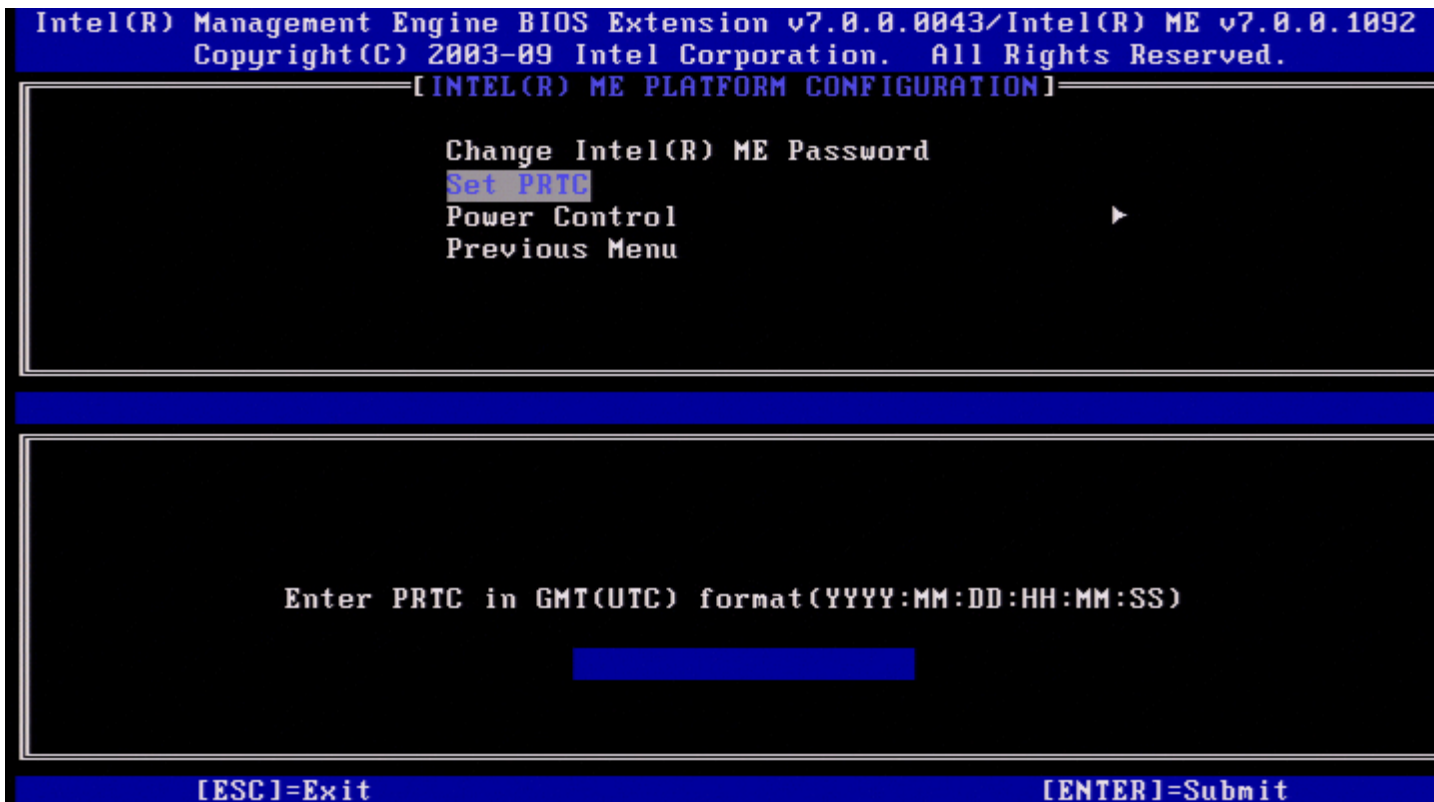 Intel(R) Management Engine BIOS Extension v7.0.0.0043/Intel(R) ME v7.0.0.1092
Copyright(C) 2003-09 Intel Corporation. All Rights Reserved.
[INTEL(R) ME PLATFORM CONFIGURATION]
Change Intel(R) ME Password
Set PRTC
Power Control
Previous Menu
Enter PRTC in GMT(UTC) format(YYYY:MM:DD:HH:MM:SS)
[ESC]=Exit [ENTER]=Submit